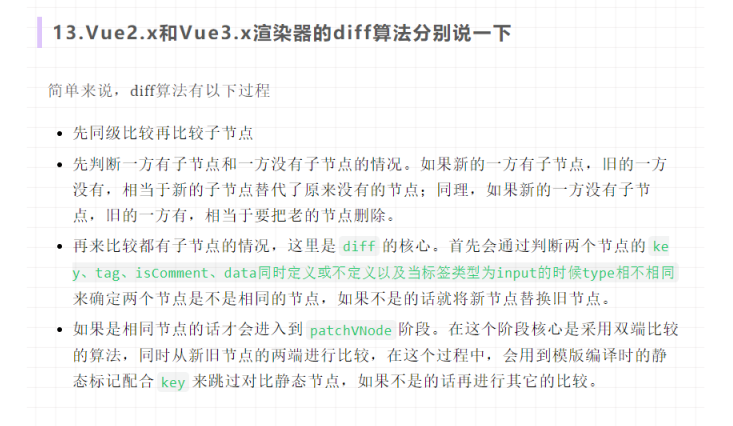 13.Vue2.x和Vue3.x渲染器的diff算法分别说一下
简单来说，diff算法有以下过程
先同级比较再比较子节点
先判断一方有子节点和一方没有子节点的情况。如果新的一方有子节点，旧的一方
没有，相当于新的子节点替代了原来没有的节点；同理，如果新的一方没有子节
点，旧的一方有，相当于要把老的节点删除。
再来比较都有子节点的情况，这里是 diff 的核心。首先会通过判断两个节点的 ke
y、tag、isComment、data同时定义或不定义以及当标签类型为input的时候type相不相同
来确定两个节点是不是相同的节点，如果不是的话就将新节点替换旧节点。
如果是相同节点的话才会进入到 patchVNode 阶段。在这个阶段核心是采用双端比较
的算法，同时从新旧节点的两端进行比较，在这个过程中，会用到模版编译时的静
态标记配合 key 来跳过对比静态节点，如果不是的话再进行其它的比较。